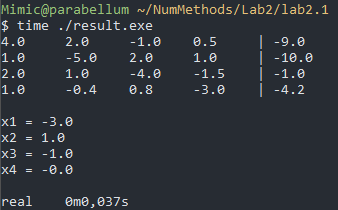 Mimic@parabellum ~/NumMethods/Lab2/lab2.1
$ time ./result.exe
4.0 2.0 -1.0 0.5 | -9.0
1.0 -5.0 2.0 1.0 | -10.0
2.0 1.0 -4.0 -1.5 | -1.0
1.0 -0.4 0.8 -3.0 | -4.2
x1 = -3.0
x2 = 1.0
x3 = -1.0
x4 = -0.0
real 0m0,037s